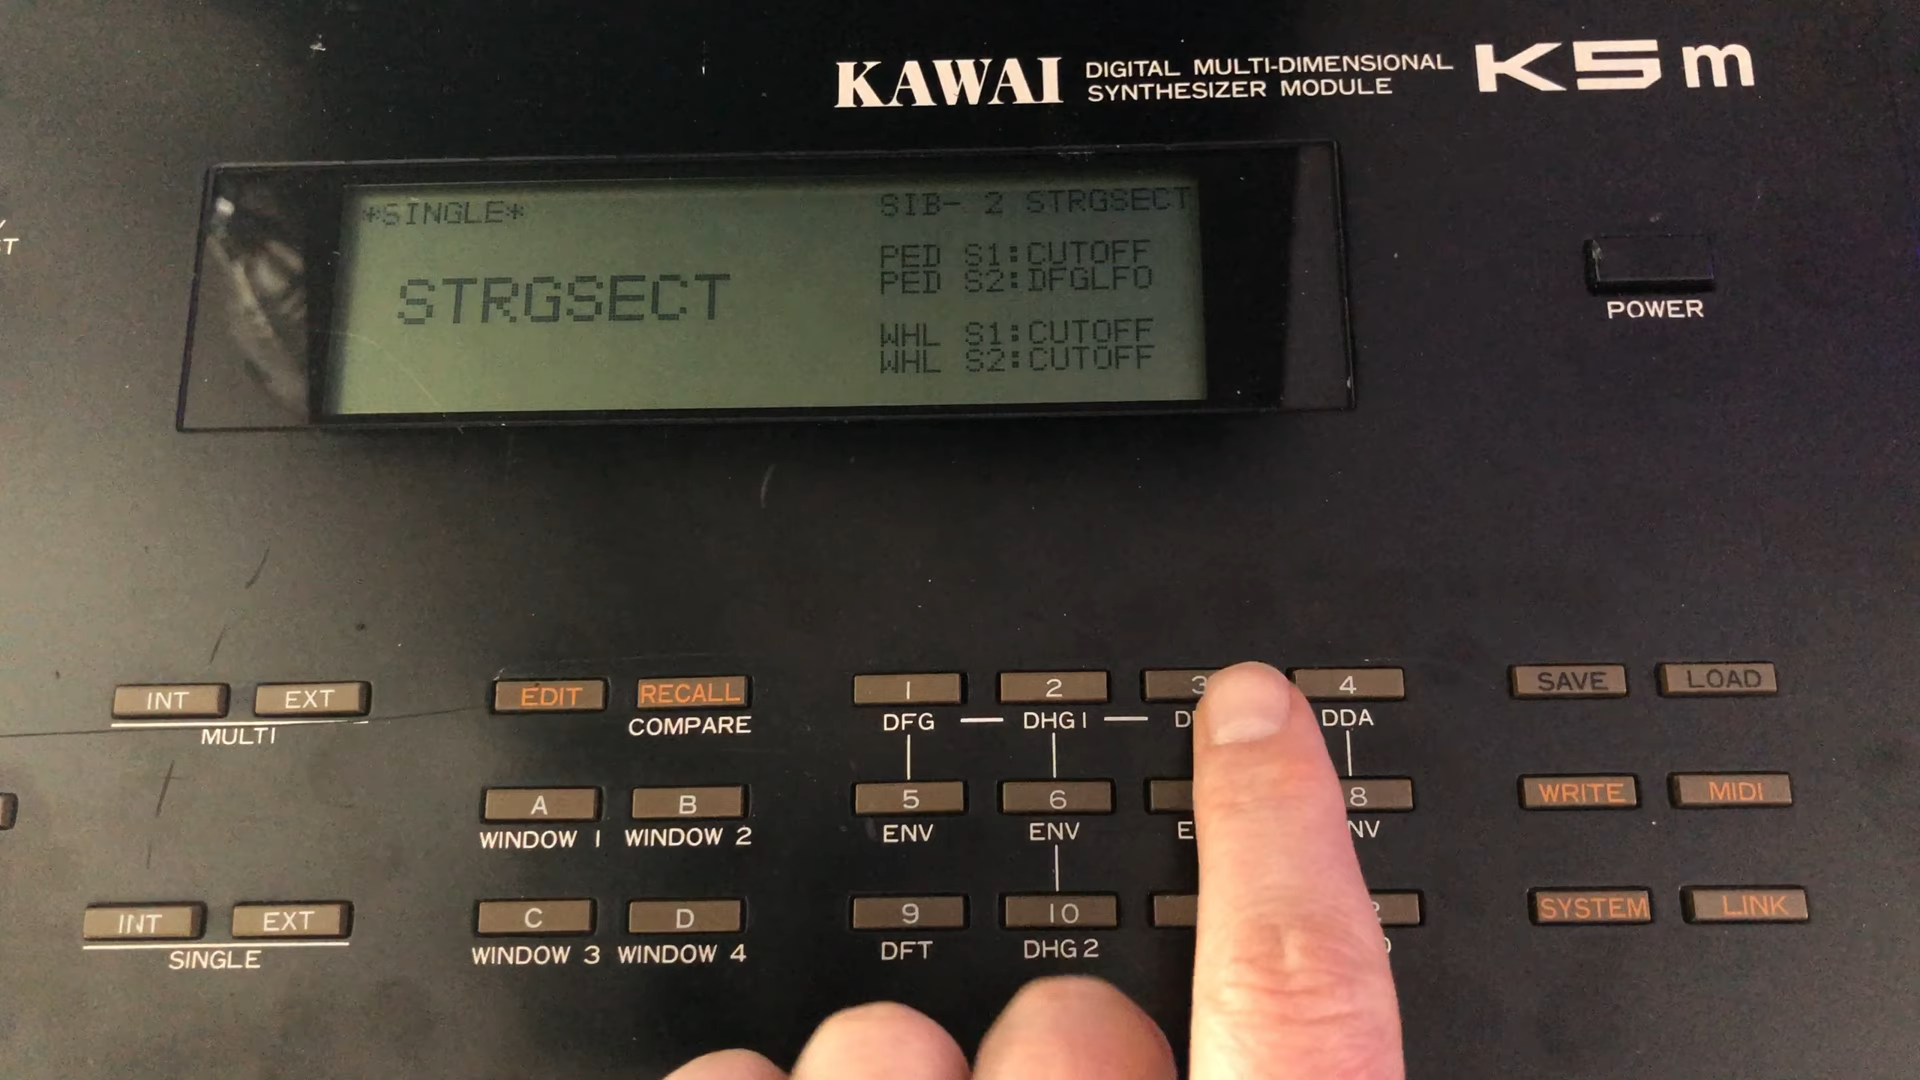 KAWAI DIGITAL MULTI-DIMENSIONAL SYNTHESIZER MODULE K5m
*SINGLE*
SIB- 2 STRGSECT
STRGSECT
PED S1:CUTOFF
PED S2:DFGLFO
WHL S1:CUTOFF
WHL S2:CUTOFF
POWER
INT EXT
MULTI
EDIT RECALL
COMPARE
1 2 3 4
DFG DHG1 DDA
SAVE LOAD
A B
WINDOW 1 WINDOW 2
5 6 8
ENV ENV
WRITE MIDI
INT EXT
SINGLE
C D
WINDOW 3 WINDOW 4
9 10
DFT DHG2
SYSTEM LINK